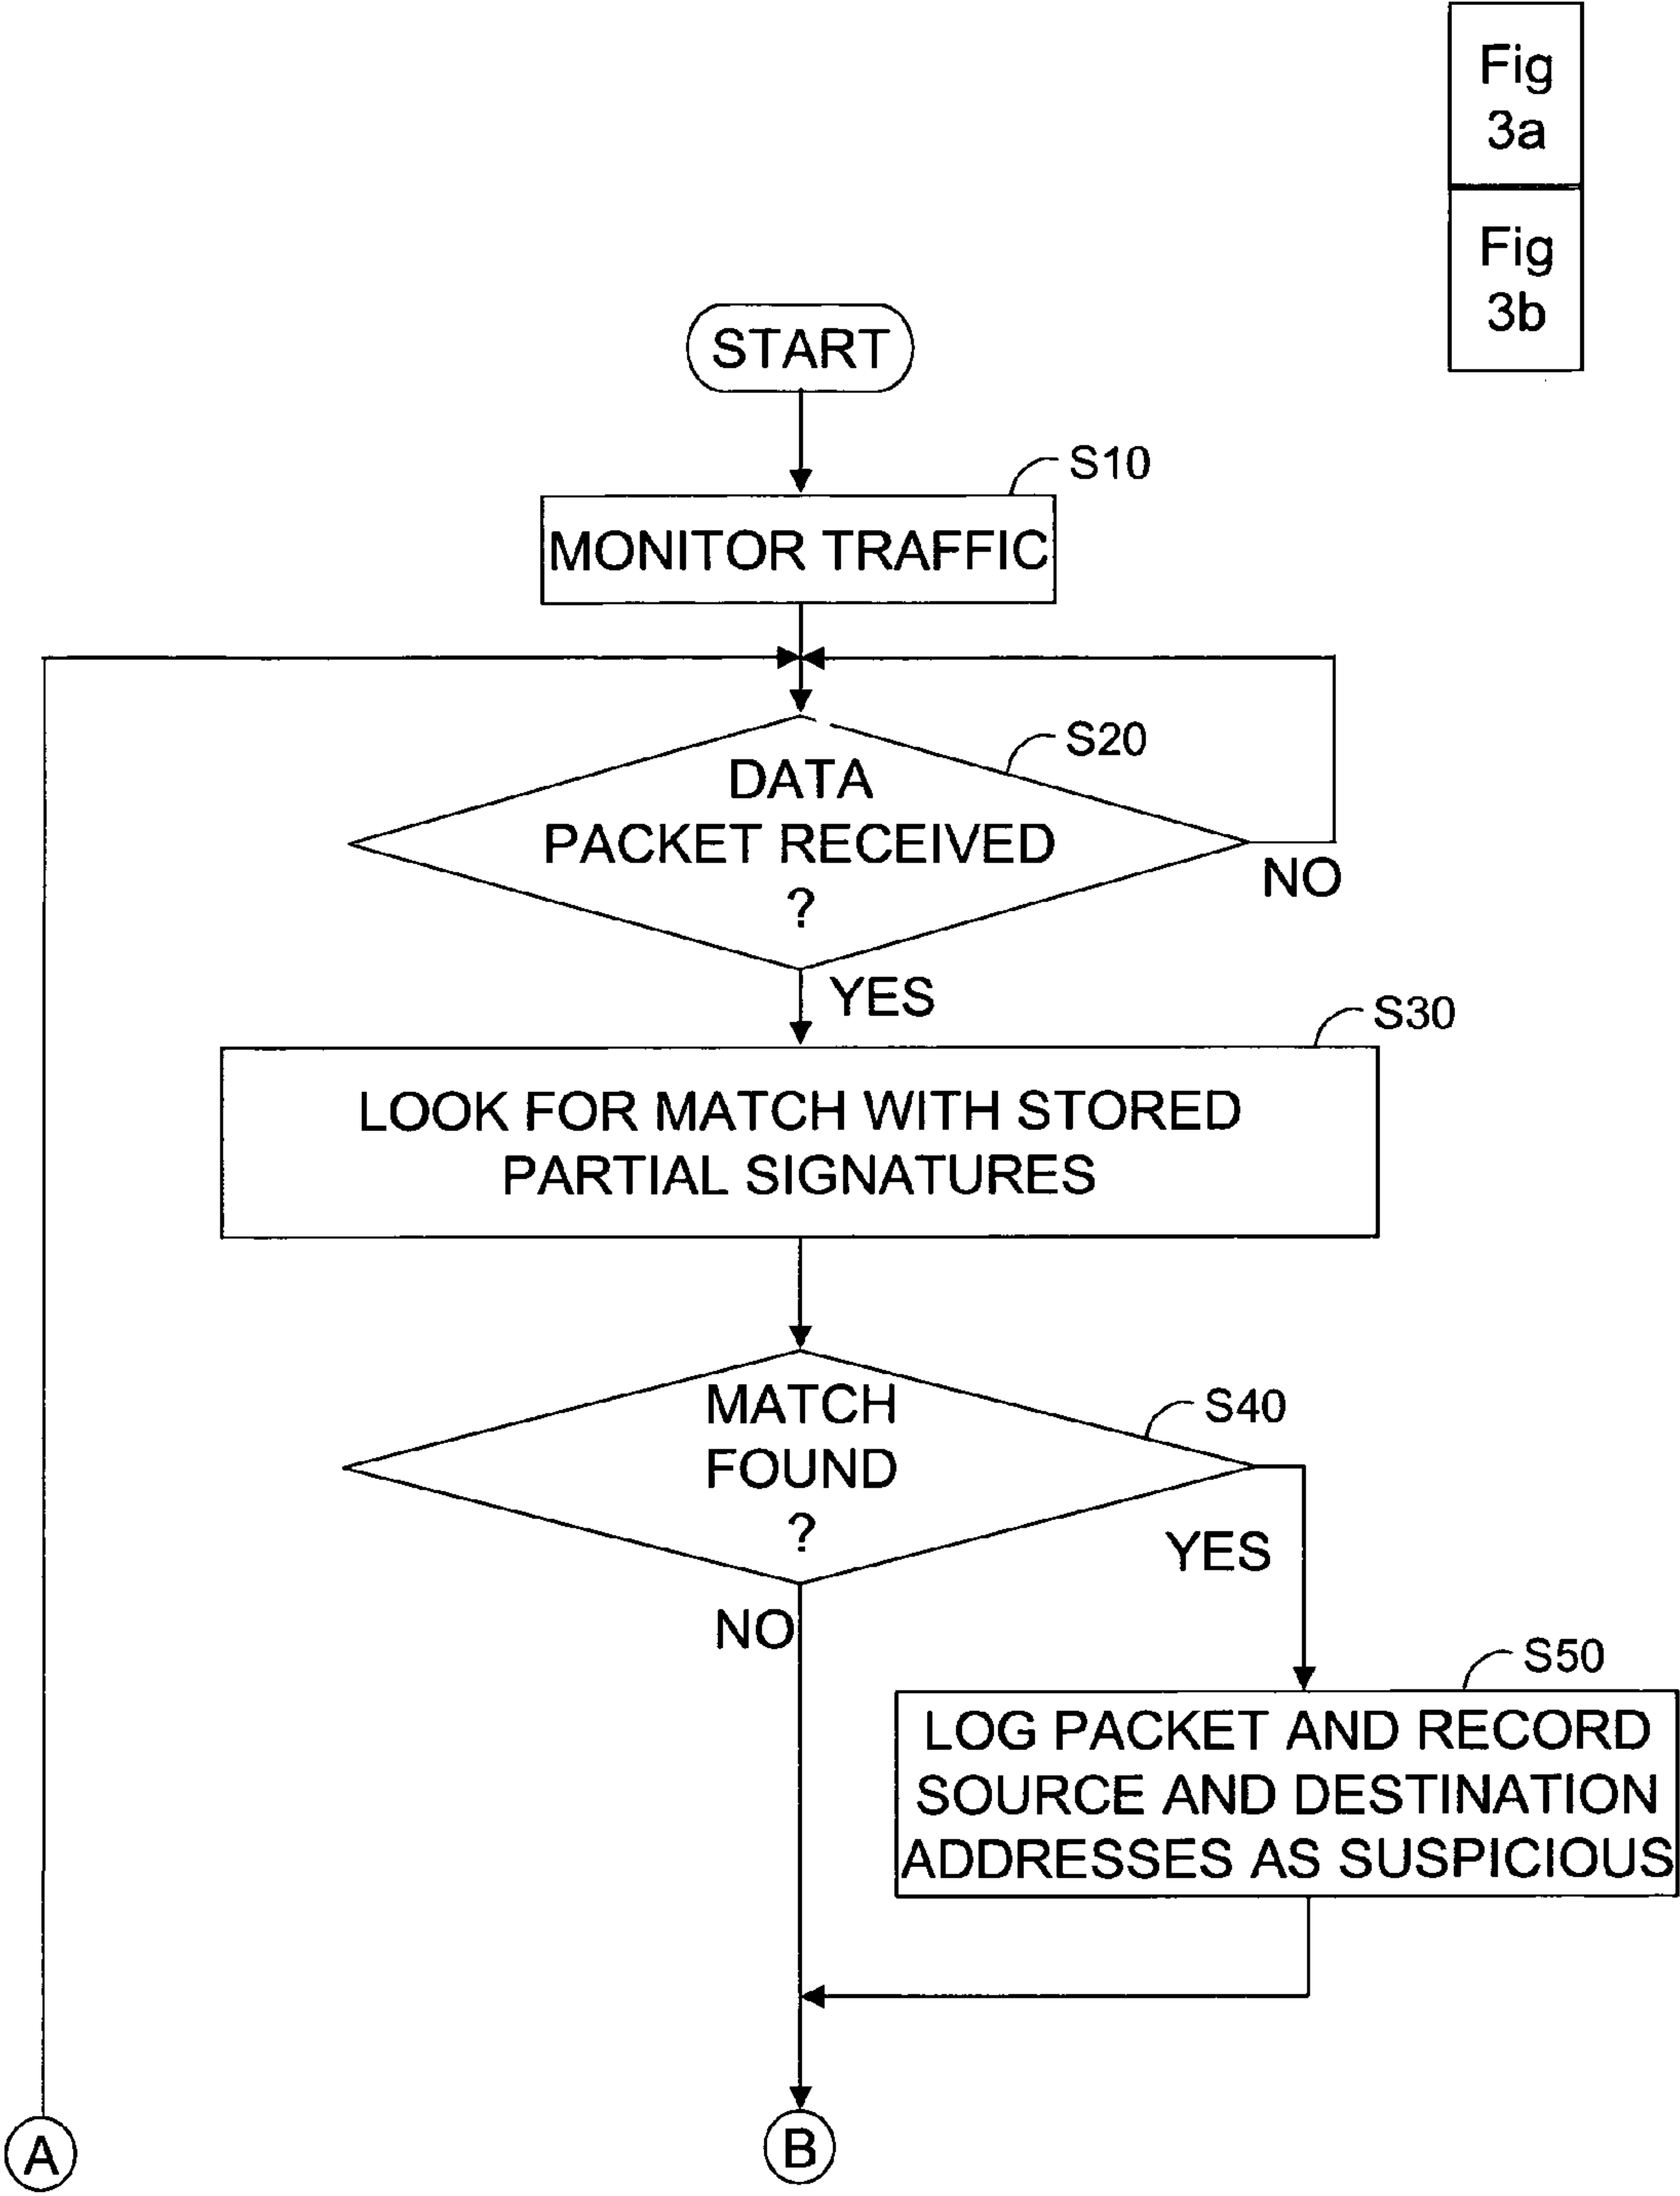 Fig
3a
Fig
3b
START
S10
MONITOR TRAFFIC
S20
DATA
PACKET RECEIVED
?
NO
YES
S30
LOOK FOR MATCH WITH STORED
PARTIAL SIGNATURES
S40
MATCH
FOUND
?
YES
NO
S50
LOG PACKET AND RECORD
SOURCE AND DESTINATION
ADDRESSES AS SUSPICIOUS
A
B